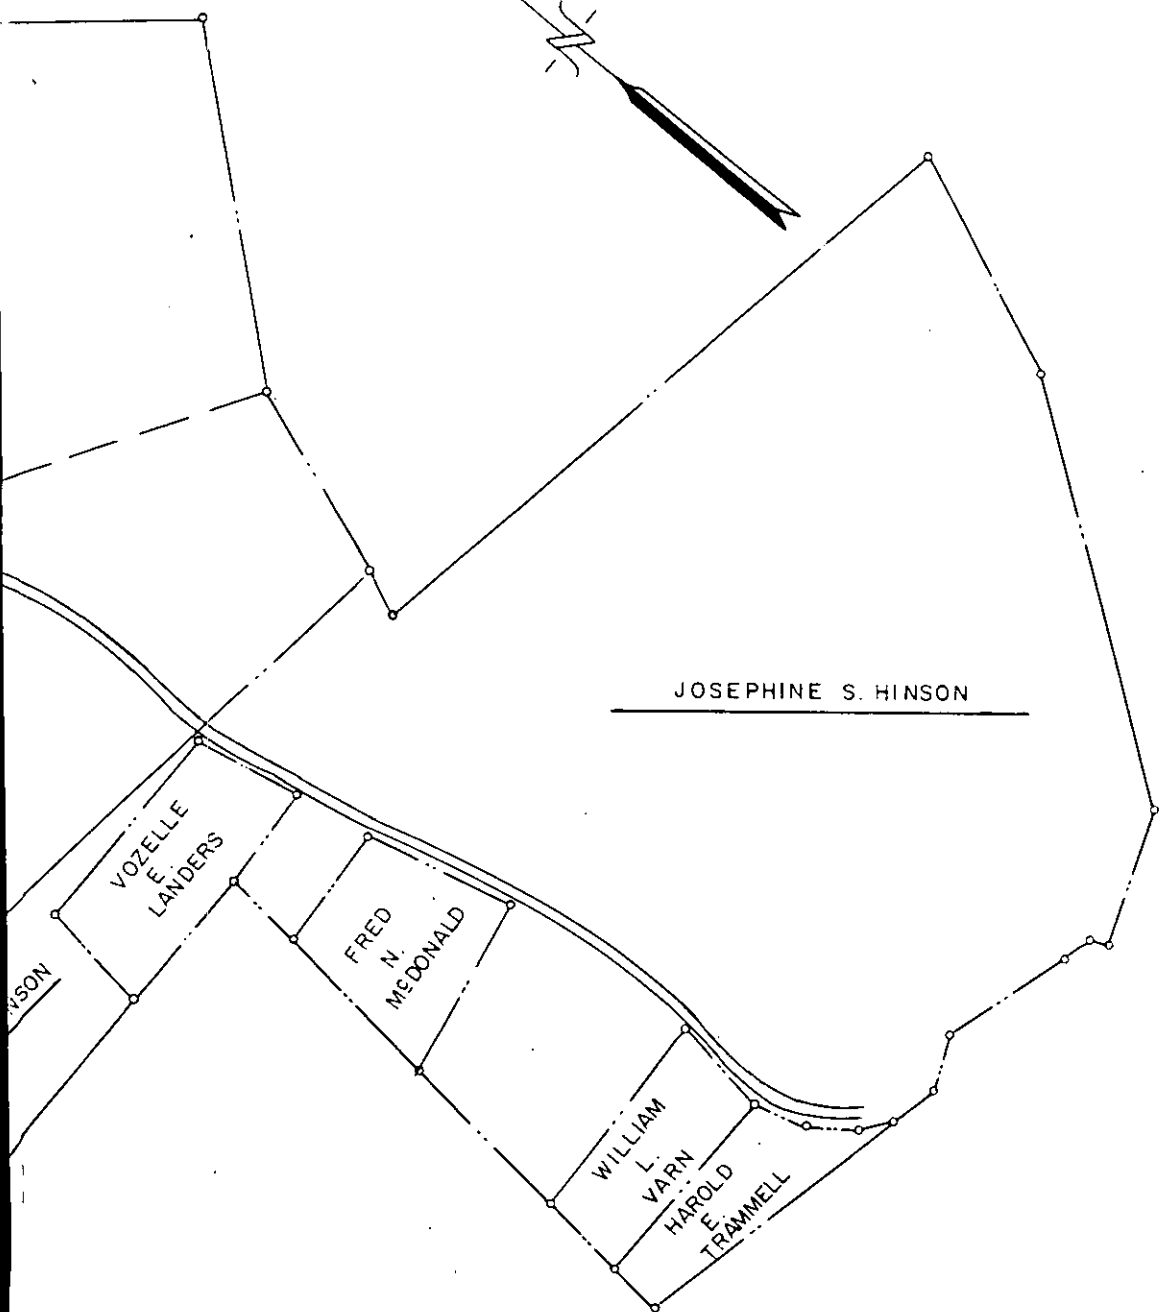 N
JOSEPHINE S. HINSON
VOZELLE
E.
LANDERS
FRED
N.
McDONALD
NSON
WILLIAM
L.
VARN
HAROLD
E.
TRAMMELL